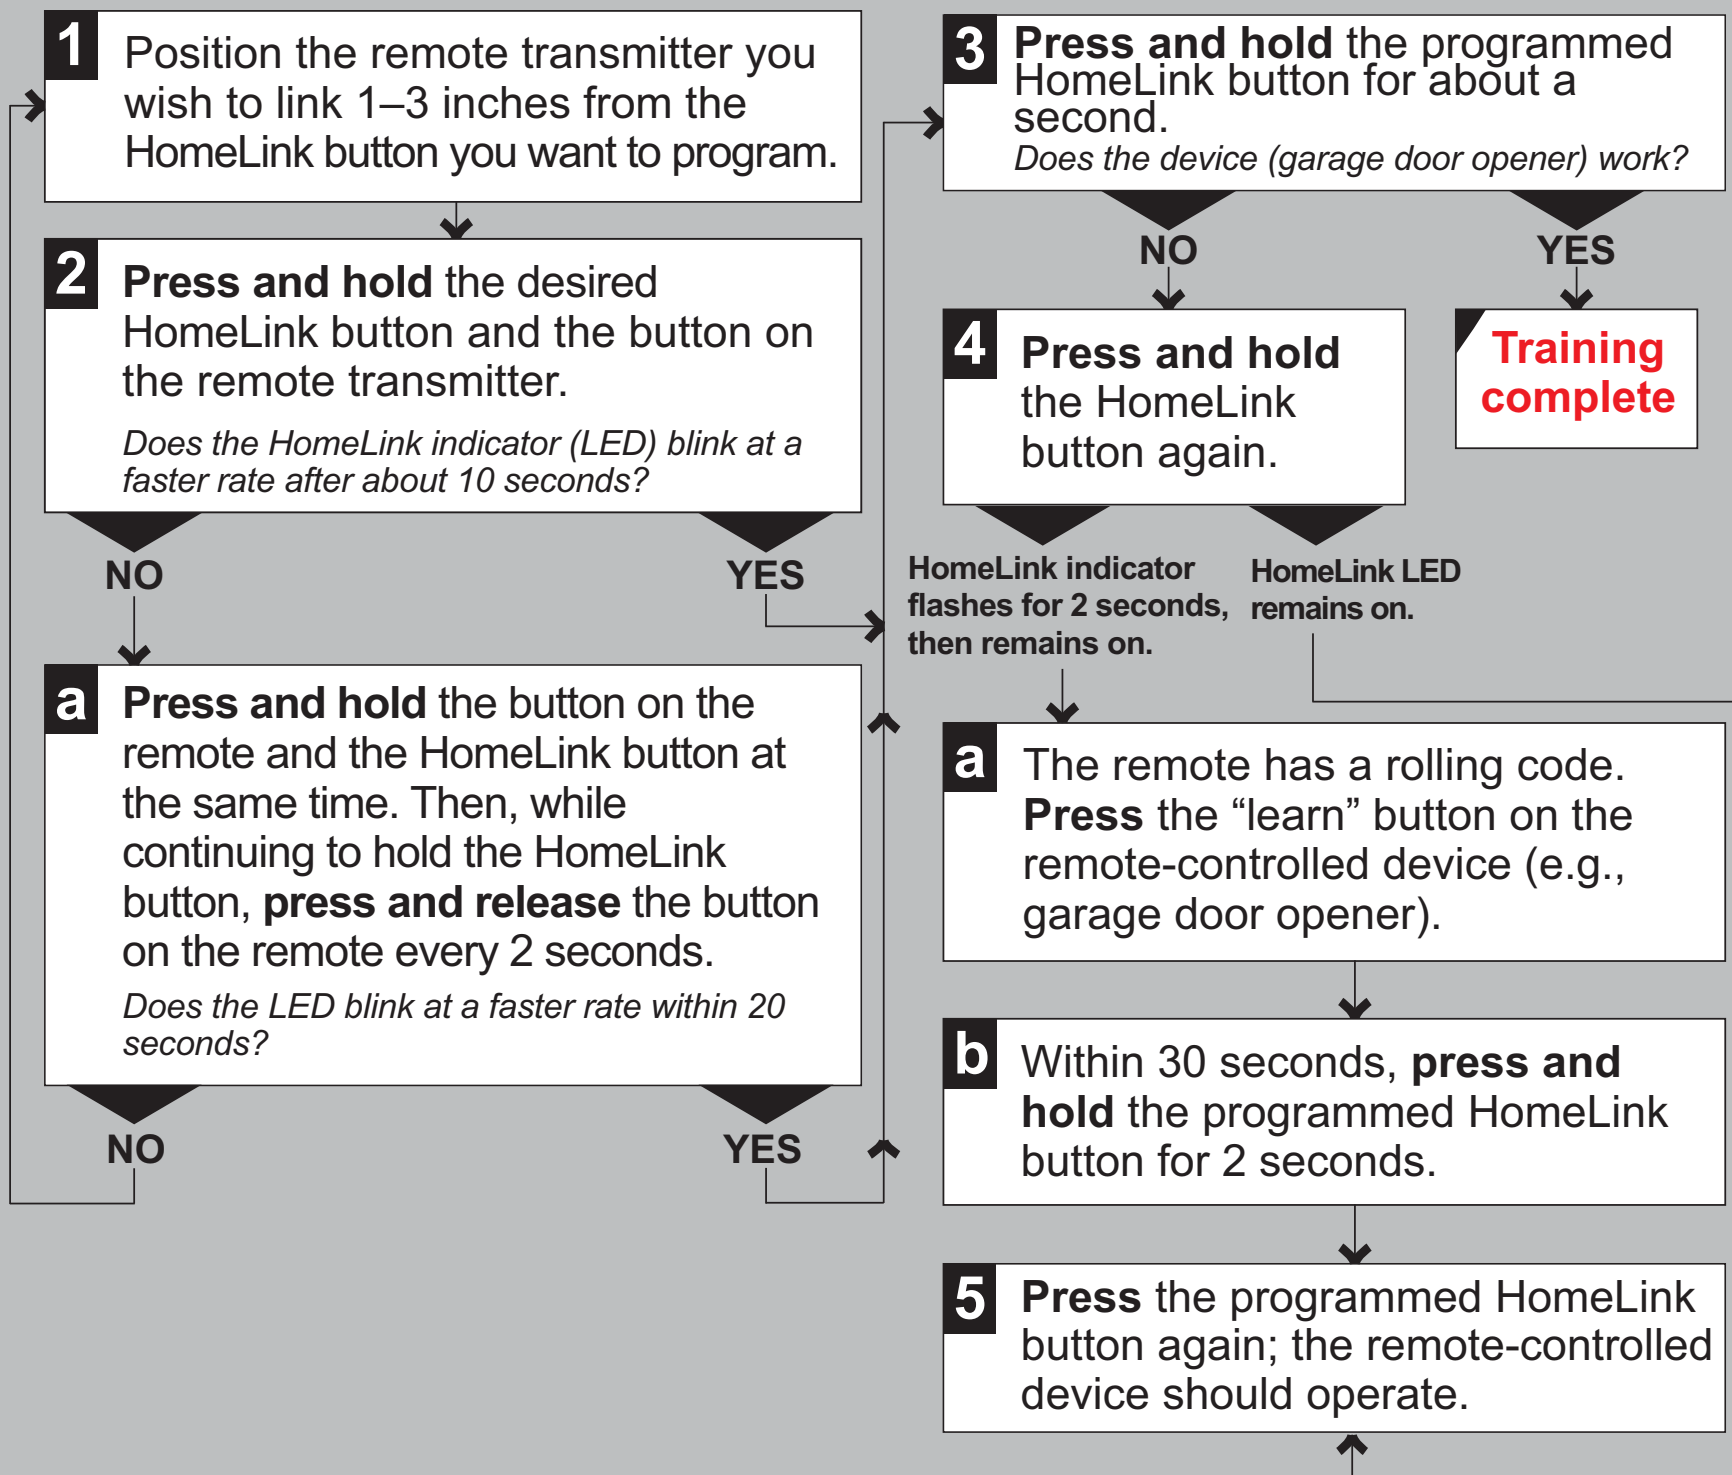 1
Position the remote transmitter you
wish to link 1–3 inches from the
HomeLink button you want to program.
2
Press and hold the desired
HomeLink button and the button on
the remote transmitter.
Does the HomeLink indicator (LED) blink at a
faster rate after about 10 seconds?
NO
YES
a
Press and hold the button on the
remote and the HomeLink button at
the same time. Then, while
continuing to hold the HomeLink
button, press and release the button
on the remote every 2 seconds.
Does the LED blink at a faster rate within 20
seconds?
NO
YES
3
Press and hold the programmed
HomeLink button for about a
second.
Does the device (garage door opener) work?
NO
YES
4
Press and hold
the HomeLink
button again.
Training
complete
HomeLink indicator
flashes for 2 seconds,
then remains on.
HomeLink LED
remains on.
a
The remote has a rolling code.
Press the “learn” button on the
remote-controlled device (e.g.,
garage door opener).
b
Within 30 seconds, press and
hold the programmed HomeLink
button for 2 seconds.
5
Press the programmed HomeLink
button again; the remote-controlled
device should operate.